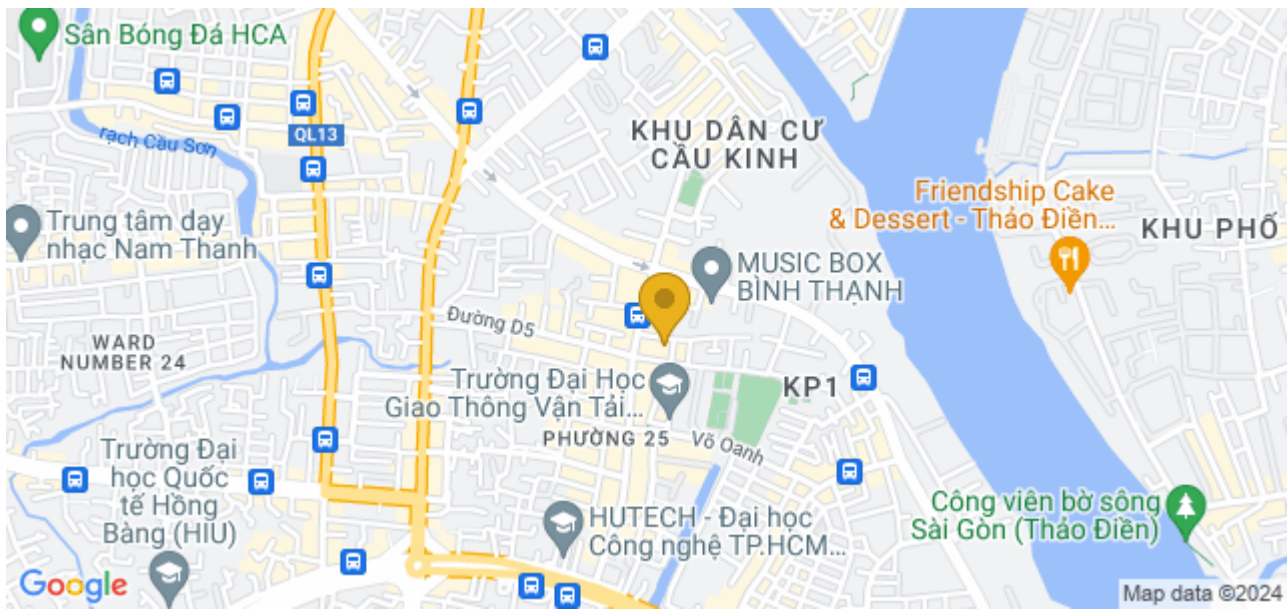 Sân Bóng Đá HCA
rạch Cầu Sơn
QL13
KHU DÂN CƯ
CẦU KINH
Friendship Cake
& Dessert - Thảo Điền...
KHU PHỐ
Trung tâm dạy
nhạc Nam Thanh
MUSIC BOX
BÌNH THẠNH
Đường D5
WARD
NUMBER 24
Trường Đại Học
Giao Thông Vận Tải...
KP1
PHƯỜNG 25
Võ Oanh
Trường Đại
học Quốc
tế Hồng
Bàng (HIU)
HUTECH - Đại học
Công nghệ TP.HCM...
Công viên bờ sông
Sài Gòn (Thảo Điền)
Google
Map data ©2024